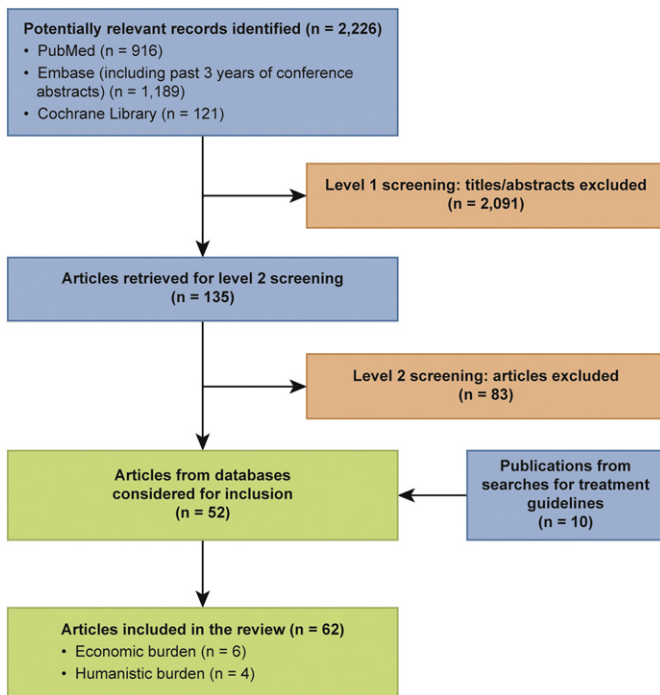 Potentially relevant records identified (n = 2,226)
• PubMed (n = 916)
• Embase (including past 3 years of conference
abstracts) (n = 1,189)
• Cochrane Library (n = 121)
Level 1 screening: titles/abstracts excluded
(n = 2,091)
Articles retrieved for level 2 screening
(n = 135)
Level 2 screening: articles excluded
(n = 83)
Articles from databases
considered for inclusion
(n = 52)
Publications from
searches for treatment
guidelines
(n = 10)
Articles included in the review (n = 62)
• Economic burden (n = 6)
• Humanistic burden (n = 4)